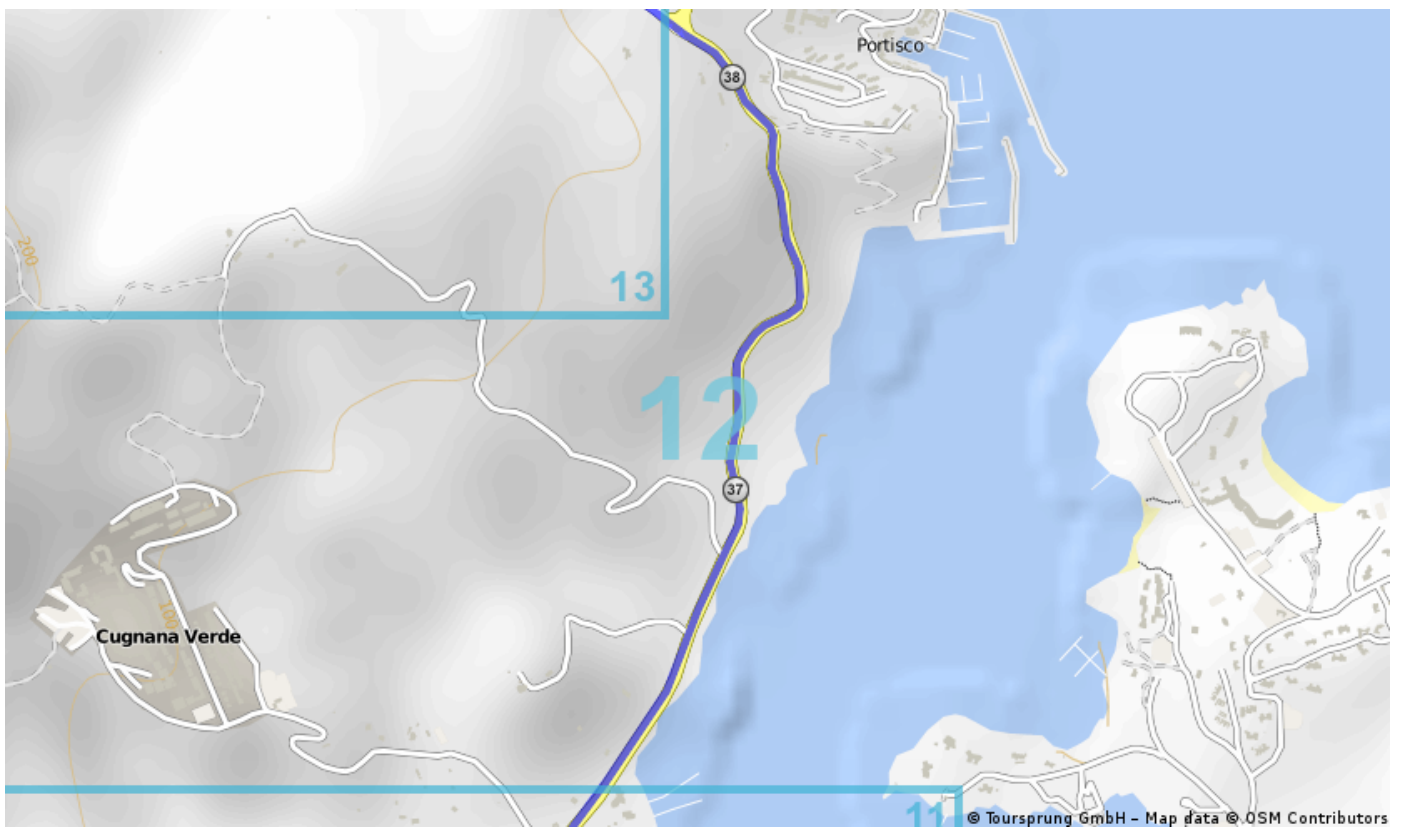 Portisco
38
200
13
12
37
100
Cugnana Verde
11
© Toursprung GmbH – Map data © OSM Contributors